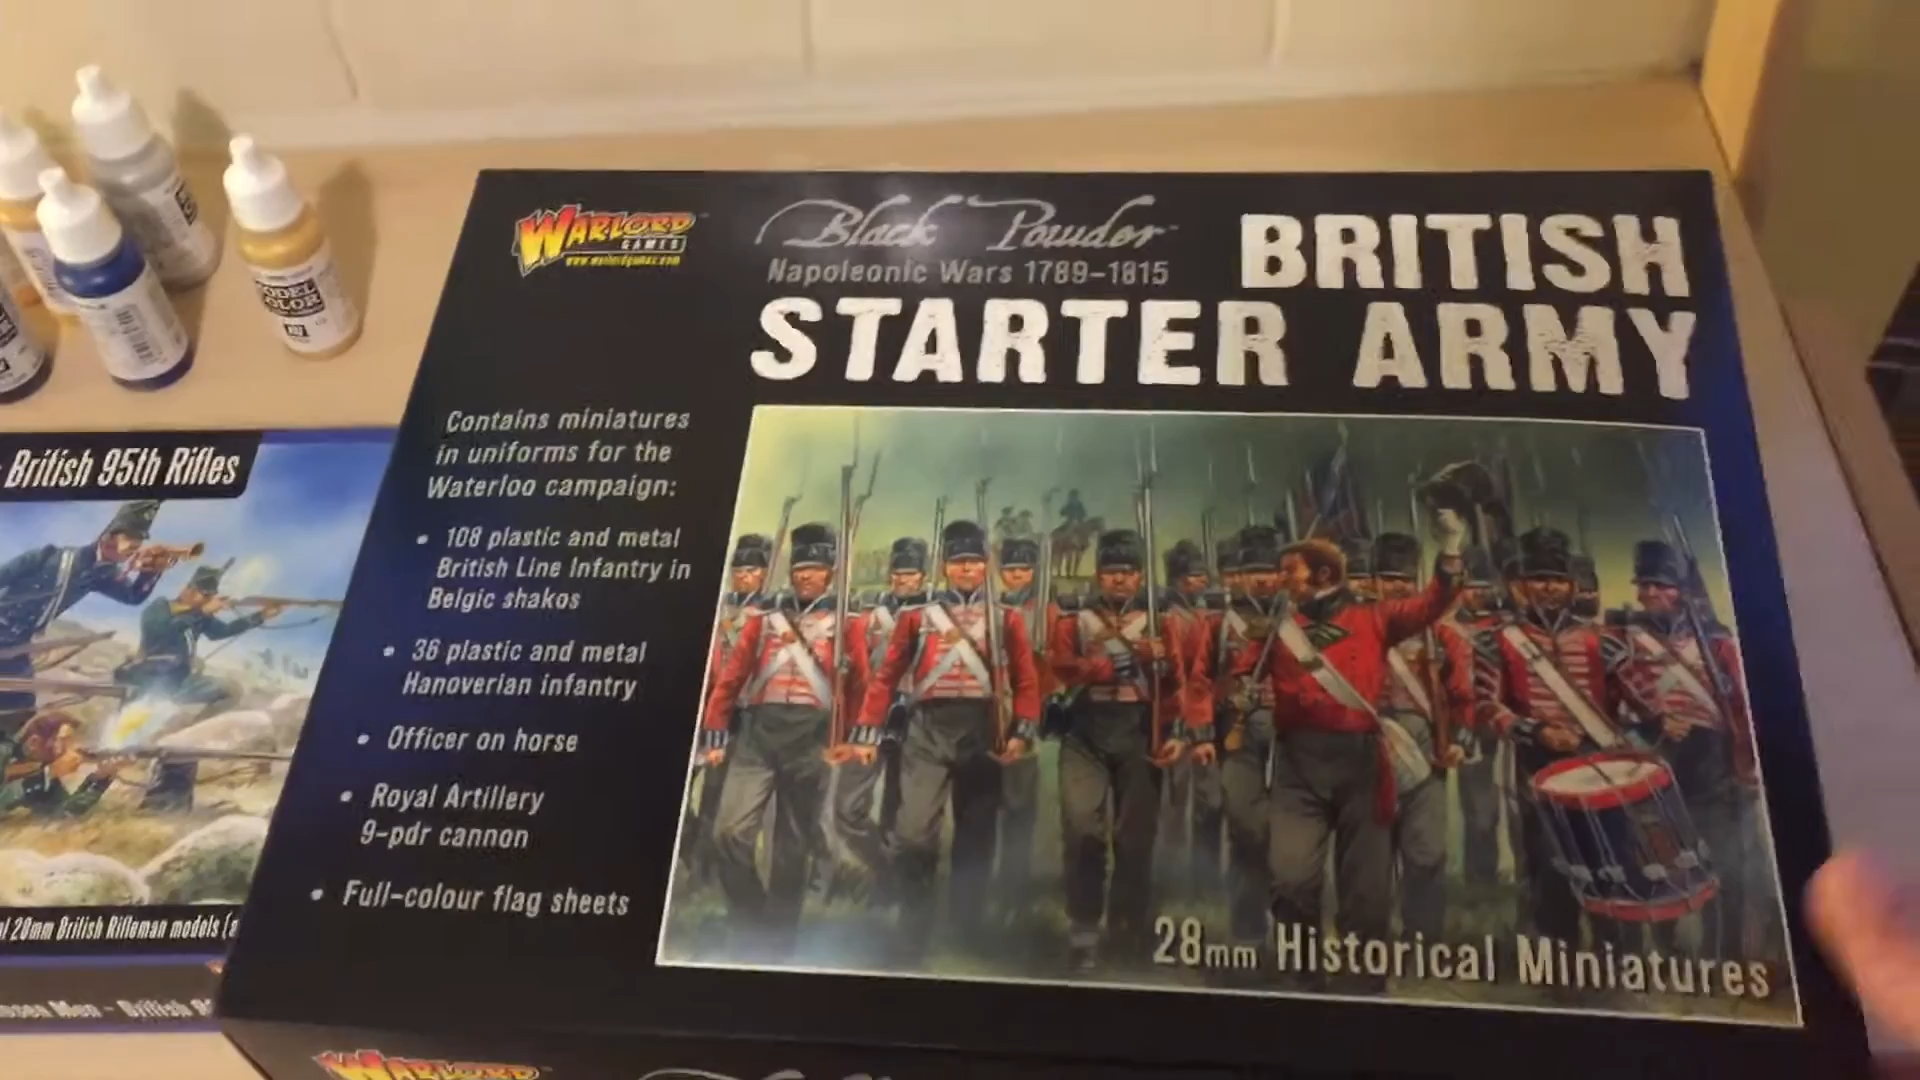 WARLORD
GAMES
www.warlordgames.com
Black Powder
Napoleonic Wars 1789-1815
BRITISH
STARTER ARMY
Contains miniatures
in uniforms for the
Waterloo campaign:
• 108 plastic and metal
British Line Infantry in
Belgic shakos
• 36 plastic and metal
Hanoverian infantry
• Officer on horse
• Royal Artillery
9-pdr cannon
• Full-colour flag sheets
28mm Historical Miniatures
British 95th Rifles
28mm British Rifleman models
Men - British
MODEL
COLOR
WARLORD